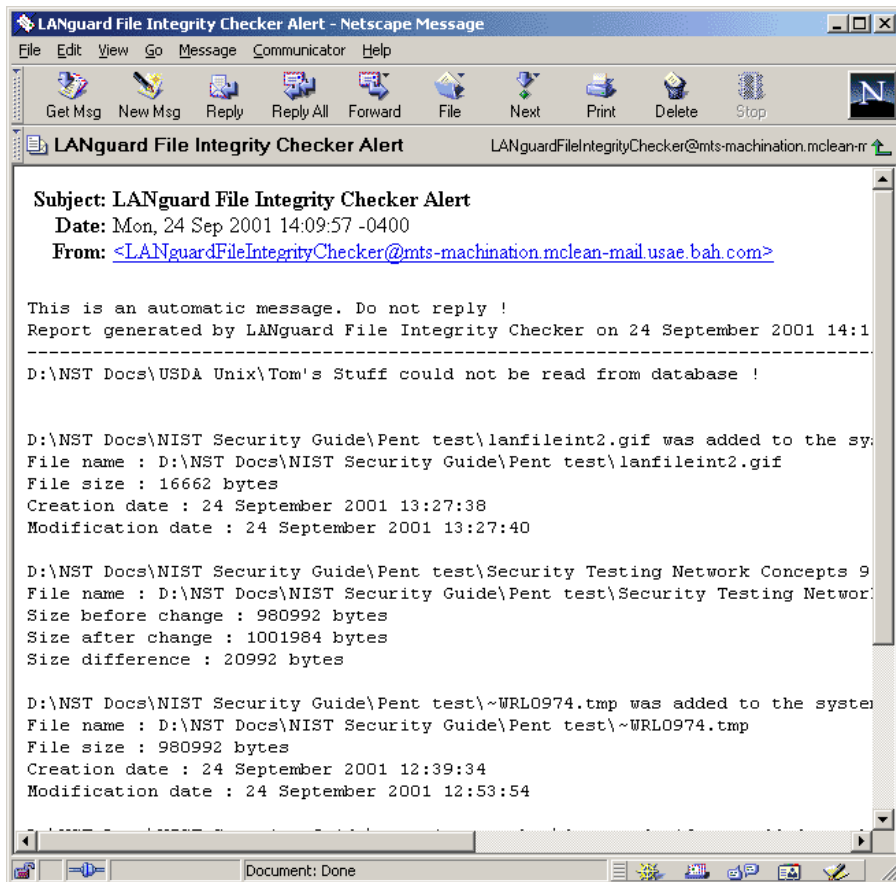 LANguard File Integrity Checker Alert - Netscape Message
File Edit View Go Message Communicator Help
Get Msg New Msg Reply Reply All Forward File Next Print Delete Stop
N
LANguard File Integrity Checker Alert LANguardFileIntegrityChecker@mts-machination.mclean-m
Subject: LANguard File Integrity Checker Alert
Date: Mon, 24 Sep 2001 14:09:57 -0400
From: <LANguardFileIntegrityChecker@mts-machination.mclean-mail.usae.bah.com>
This is an automatic message. Do not reply !
Report generated by LANguard File Integrity Checker on 24 September 2001 14:1
--------------------------------------------------------------------------------
D:\NST Docs\USDA Unix\Tom's Stuff could not be read from database !
D:\NST Docs\NIST Security Guide\Pent test\lanfileint2.gif was added to the sy
File name : D:\NST Docs\NIST Security Guide\Pent test\lanfileint2.gif
File size : 16662 bytes
Creation date : 24 September 2001 13:27:38
Modification date : 24 September 2001 13:27:40
D:\NST Docs\NIST Security Guide\Pent test\Security Testing Network Concepts 9
File name : D:\NST Docs\NIST Security Guide\Pent test\Security Testing Networ
Size before change : 980992 bytes
Size after change : 1001984 bytes
Size difference : 20992 bytes
D:\NST Docs\NIST Security Guide\Pent test\~WRL0974.tmp was added to the system
File name : D:\NST Docs\NIST Security Guide\Pent test\~WRL0974.tmp
File size : 980992 bytes
Creation date : 24 September 2001 12:39:34
Modification date : 24 September 2001 12:53:54
Document: Done